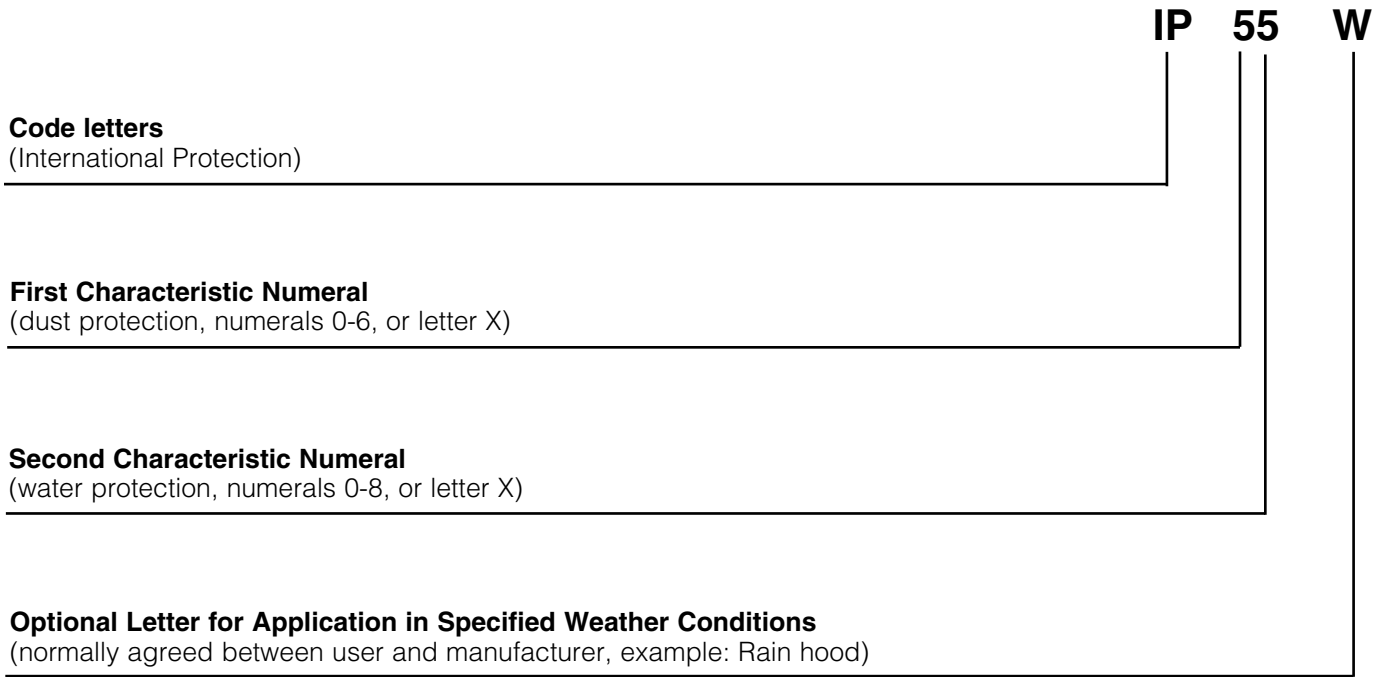 IP 55 W
Code letters
(International Protection)
First Characteristic Numeral
(dust protection, numerals 0-6, or letter X)
Second Characteristic Numeral
(water protection, numerals 0-8, or letter X)
Optional Letter for Application in Specified Weather Conditions
(normally agreed between user and manufacturer, example: Rain hood)